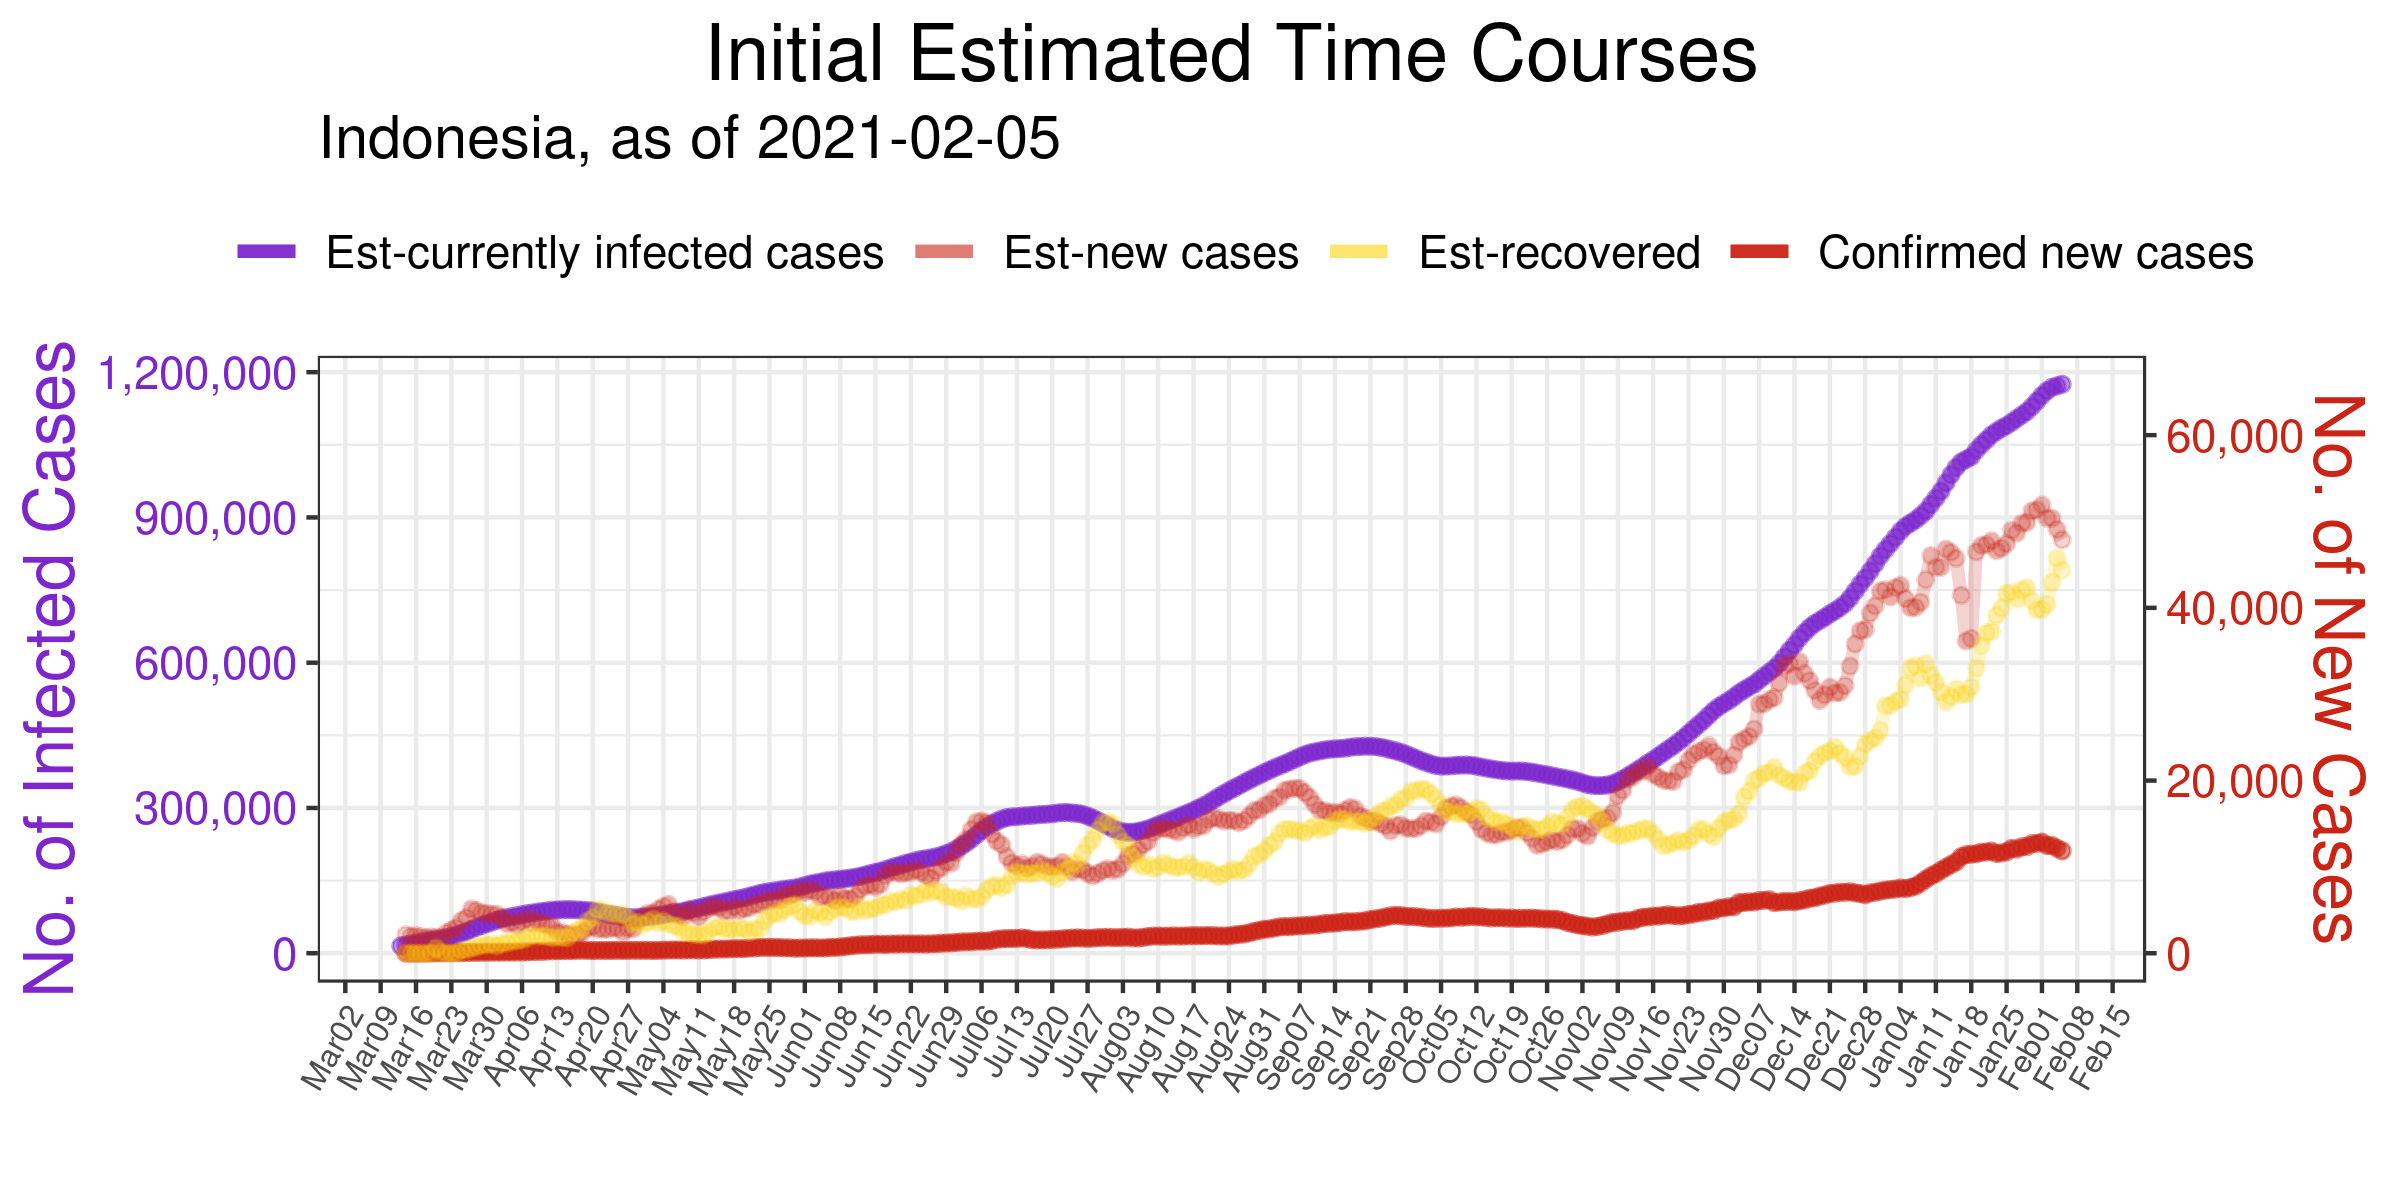 Initial Estimated Time Courses
Indonesia, as of 2021-02-05
Est-currently infected cases
Est-new cases
Est-recovered
Confirmed new cases
No. of Infected Cases
1,200,000
900,000
600,000
300,000
0
60,000
40,000
20,000
0
No. of New Cases
Mar02
Mar09
Mar16
Mar23
Mar30
Apr06
Apr13
Apr20
Apr27
May04
May11
May18
May25
Jun01
Jun08
Jun15
Jun22
Jun29
Jul06
Jul13
Jul20
Jul27
Aug03
Aug10
Aug17
Aug24
Aug31
Sep07
Sep14
Sep21
Sep28
Oct05
Oct12
Oct19
Oct26
Nov02
Nov09
Nov16
Nov23
Nov30
Dec07
Dec14
Dec21
Dec28
Jan04
Jan11
Jan18
Jan25
Feb01
Feb08
Feb15